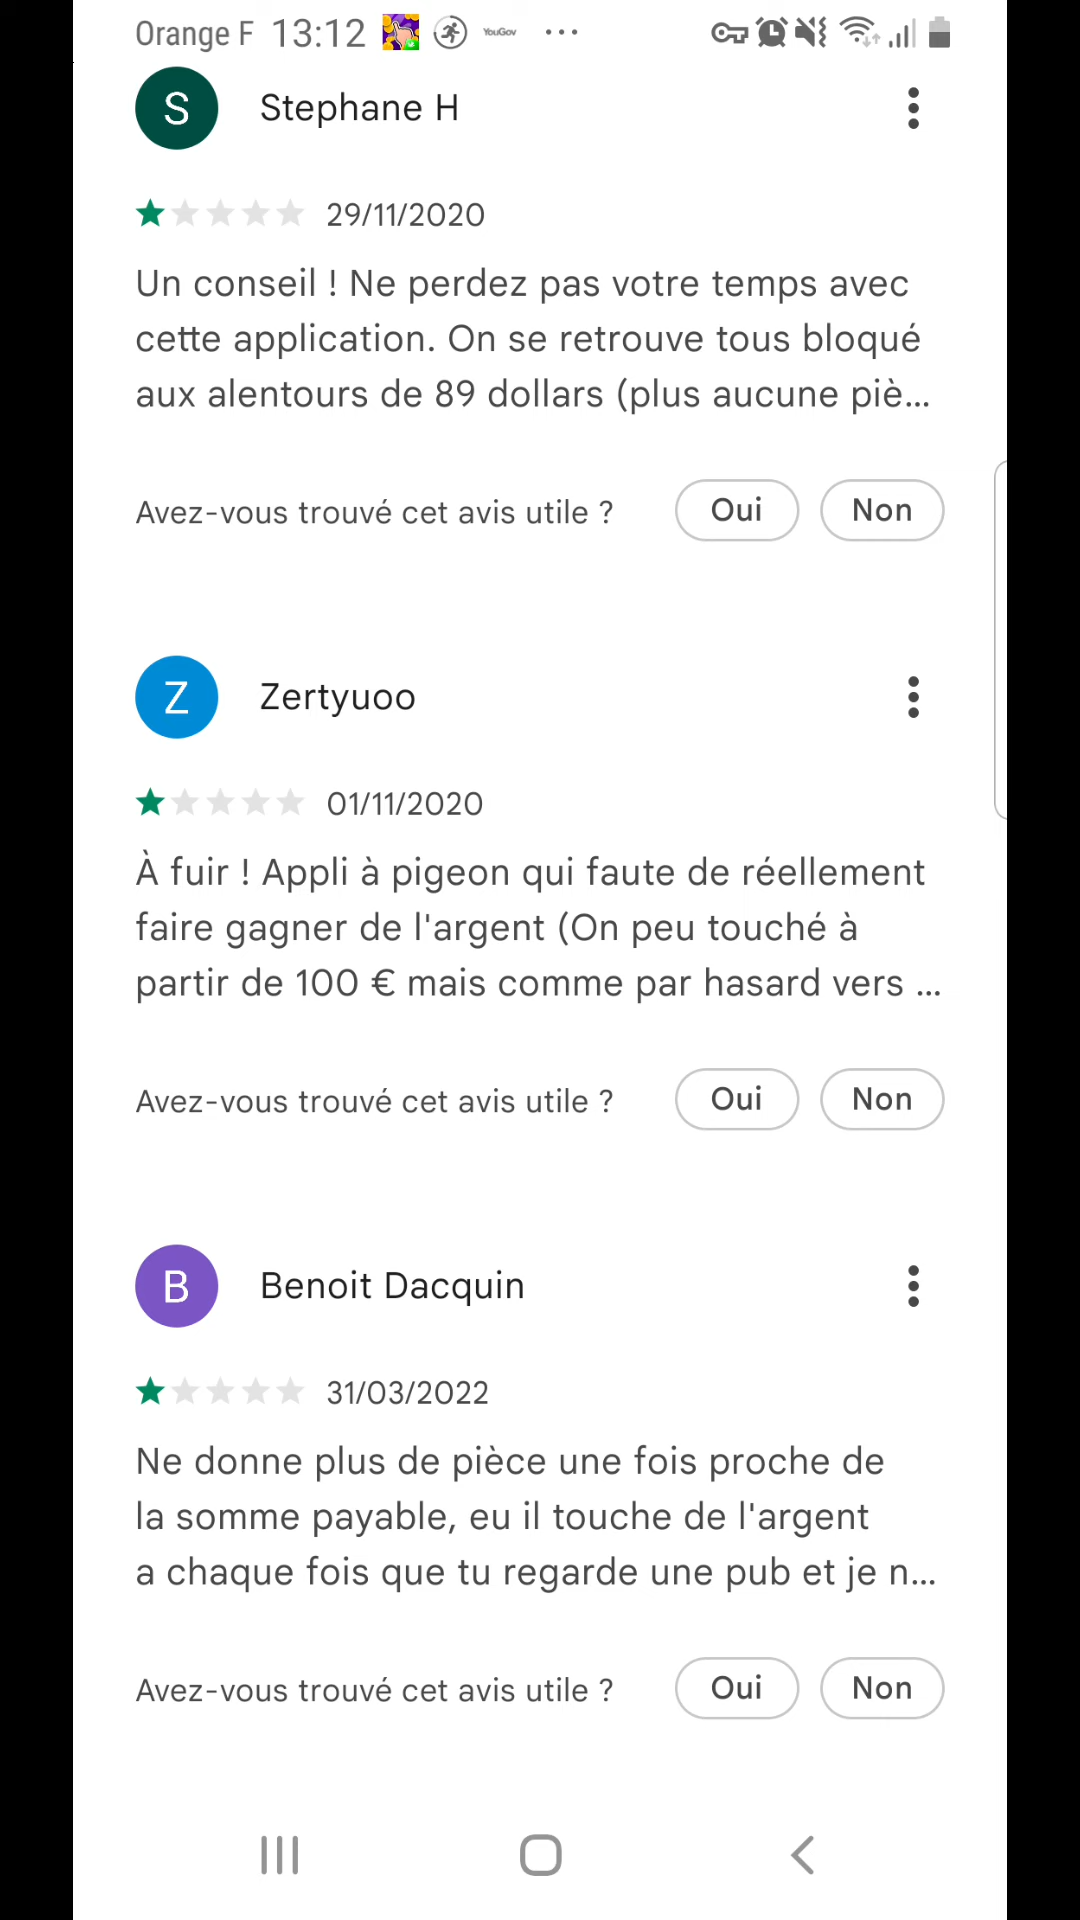 Orange F 13:12 YouGov
S Stephane H
29/11/2020
Un conseil ! Ne perdez pas votre temps avec
cette application. On se retrouve tous bloqué
aux alentours de 89 dollars (plus aucune piè...
Avez-vous trouvé cet avis utile ? Oui Non
Z Zertyuoo
01/11/2020
À fuir ! Appli à pigeon qui faute de réellement
faire gagner de l'argent (On peu touché à
partir de 100 € mais comme par hasard vers ...
Avez-vous trouvé cet avis utile ? Oui Non
B Benoit Dacquin
31/03/2022
Ne donne plus de pièce une fois proche de
la somme payable, eu il touche de l'argent
a chaque fois que tu regarde une pub et je n...
Avez-vous trouvé cet avis utile ? Oui Non